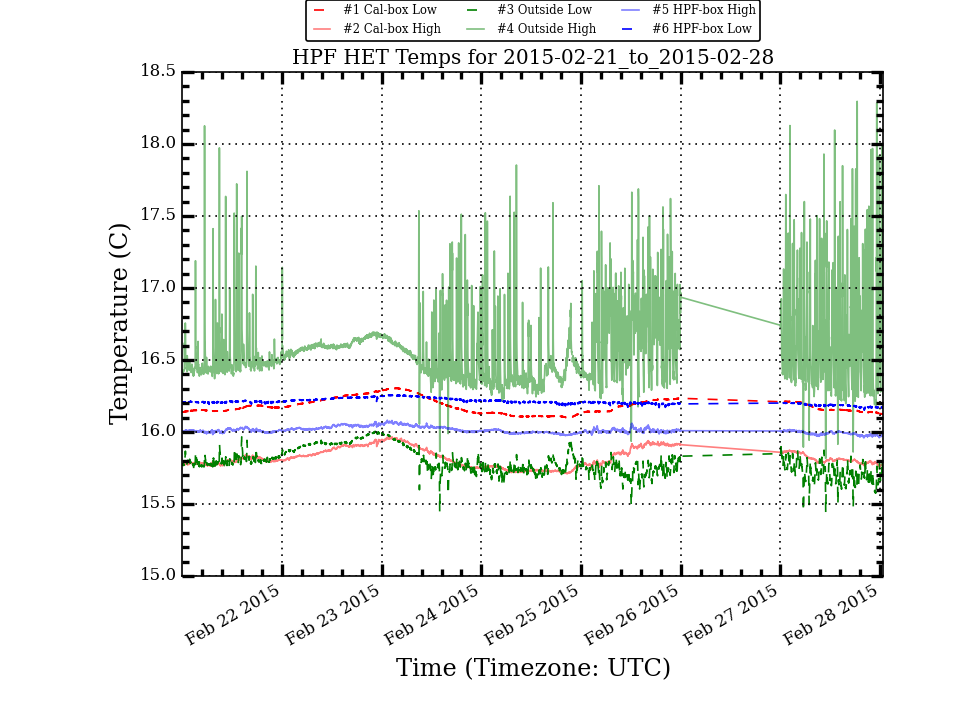 #1 Cal-box Low #3 Outside Low #5 HPF-box High
#2 Cal-box High #4 Outside High #6 HPF-box Low
HPF HET Temps for 2015-02-21_to_2015-02-28
18.5
18.0
17.5
17.0
16.5
16.0
15.5
15.0
Temperature (C)
Feb 22 2015
Feb 23 2015
Feb 24 2015
Feb 25 2015
Feb 26 2015
Feb 27 2015
Feb 28 2015
Time (Timezone: UTC)